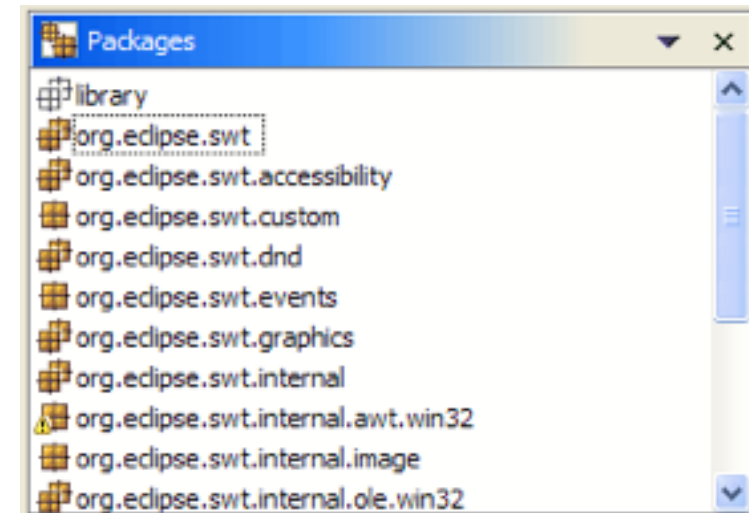 Packages
library
org.eclipse.swt
org.eclipse.swt.accessibility
org.eclipse.swt.custom
org.eclipse.swt.dnd
org.eclipse.swt.events
org.eclipse.swt.graphics
org.eclipse.swt.internal
org.eclipse.swt.internal.awt.win32
org.eclipse.swt.internal.image
org.eclipse.swt.internal.ole.win32